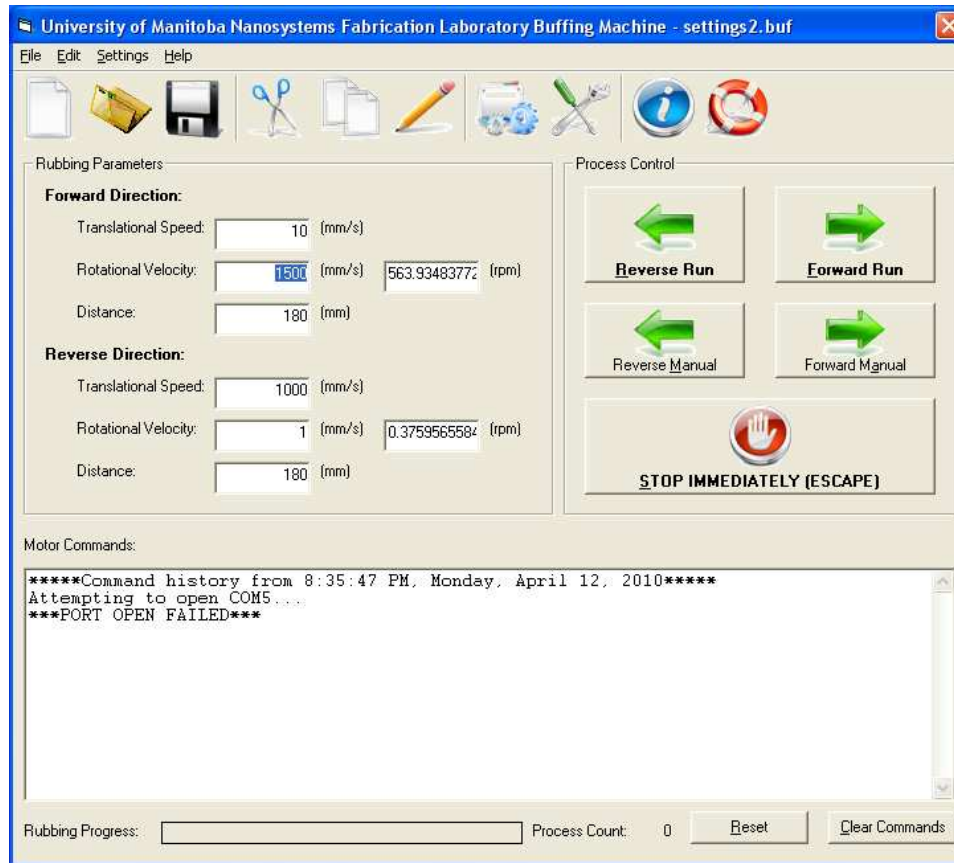 University of Manitoba Nanosystems Fabrication Laboratory Buffing Machine - settings2.buf
File Edit Settings Help
Rubbing Parameters
Forward Direction:
Translational Speed: 10 (mm/s)
Rotational Velocity: 1500 (mm/s) 563.93483772 (rpm)
Distance: 180 (mm)
Reverse Direction:
Translational Speed: 1000 (mm/s)
Rotational Velocity: 1 (mm/s) 0.3759565584 (rpm)
Distance: 180 (mm)
Process Control
Reverse Run Forward Run
Reverse Manual Forward Manual
STOP IMMEDIATELY (ESCAPE)
Motor Commands:
*****Command history from 8:35:47 PM, Monday, April 12, 2010*****
Attempting to open COM5...
***PORT OPEN FAILED***
Rubbing Progress: Process Count: 0 Reset Clear Commands